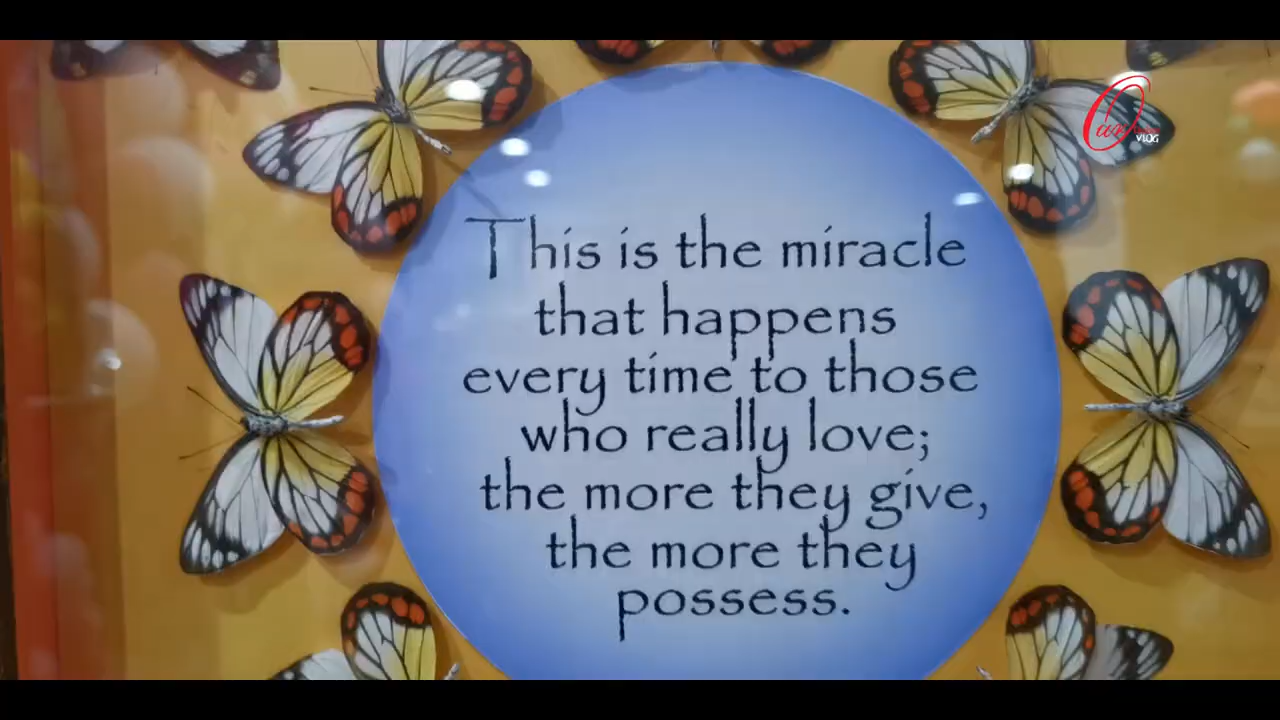 This is the miracle
that happens
every time to those
who really love;
the more they give,
the more they
possess.
VLOG